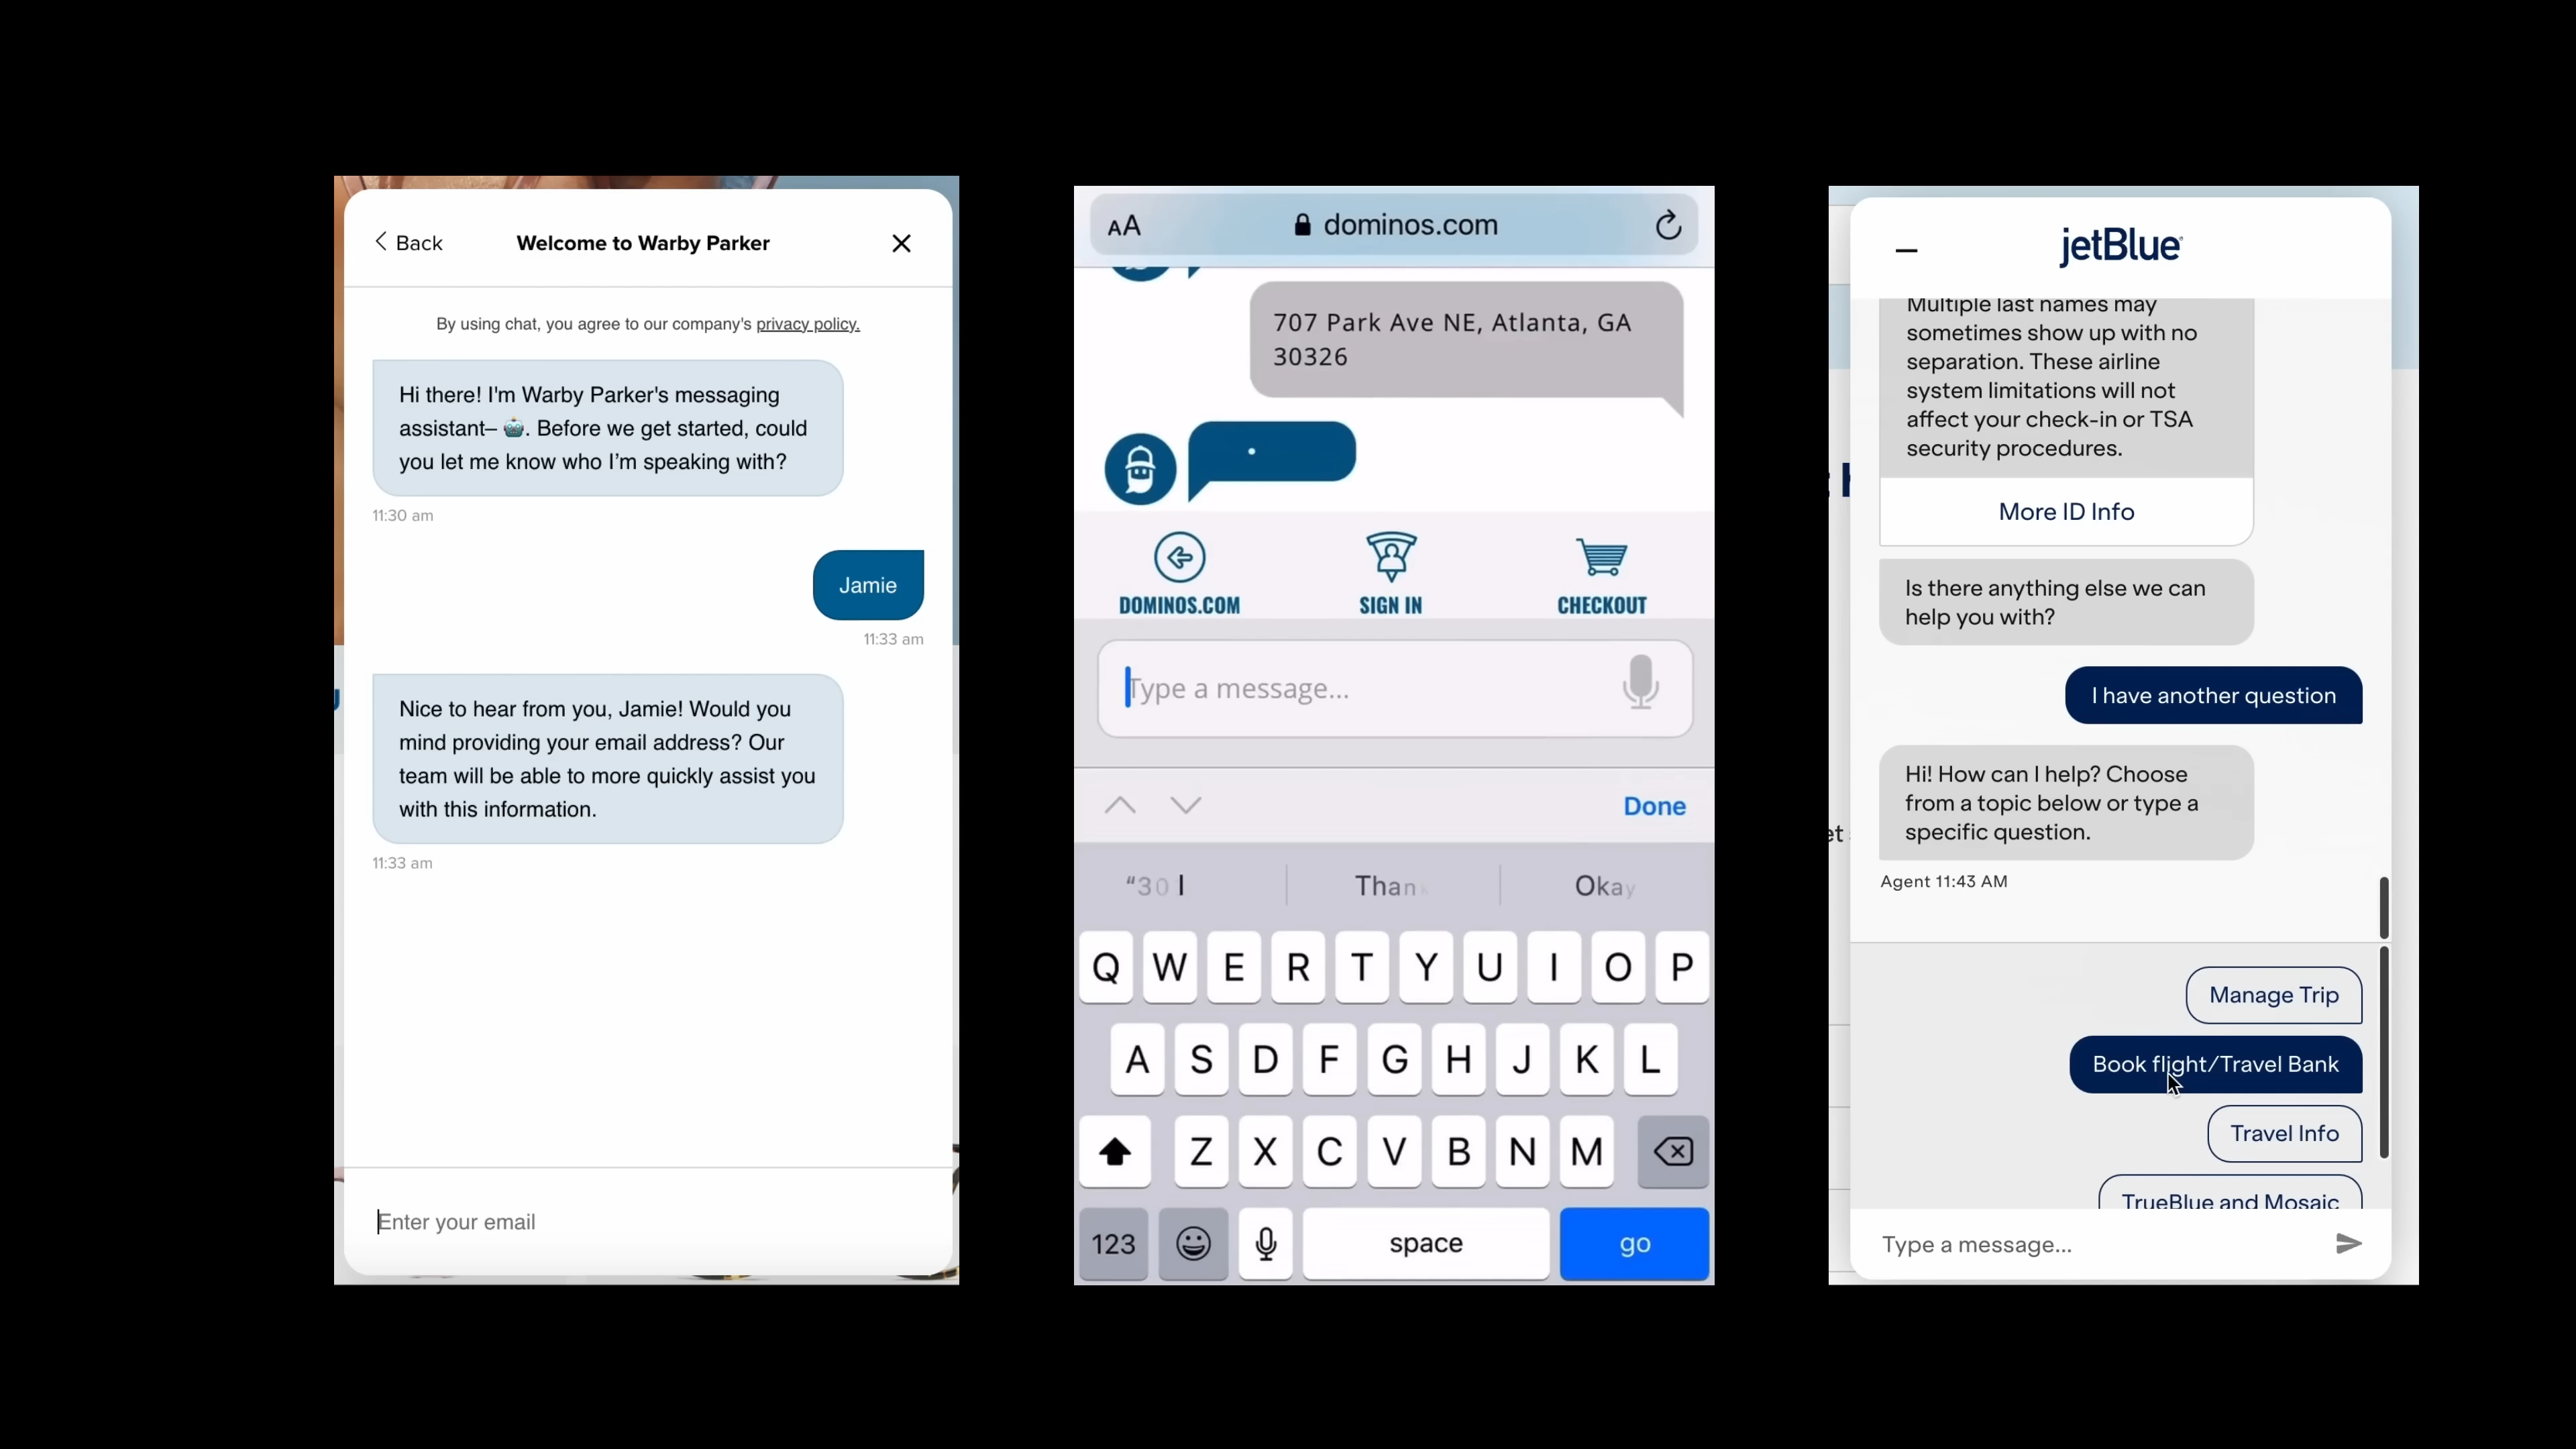 Back
Welcome to Warby Parker
By using chat, you agree to our company's privacy policy.
Hi there! I'm Warby Parker's messaging
assistant– 🤖. Before we get started, could
you let me know who I'm speaking with?
11:30 am
Jamie
11:33 am
Nice to hear from you, Jamie! Would you
mind providing your email address? Our
team will be able to more quickly assist you
with this information.
11:33 am
Enter your email
AA
dominos.com
707 Park Ave NE, Atlanta, GA
30326
DOMINOS.COM
SIGN IN
CHECKOUT
Type a message...
Done
“30 I
Than
Okay
Q W E R T Y U I O P
A S D F G H J K L
Z X C V B N M
123
space
go
jetBlue
Multiple last names may
sometimes show up with no
separation. These airline
system limitations will not
affect your check-in or TSA
security procedures.
More ID Info
Is there anything else we can
help you with?
I have another question
Hi! How can I help? Choose
from a topic below or type a
specific question.
Agent 11:43 AM
Manage Trip
Book flight/Travel Bank
Travel Info
TrueBlue and Mosaic
Type a message...